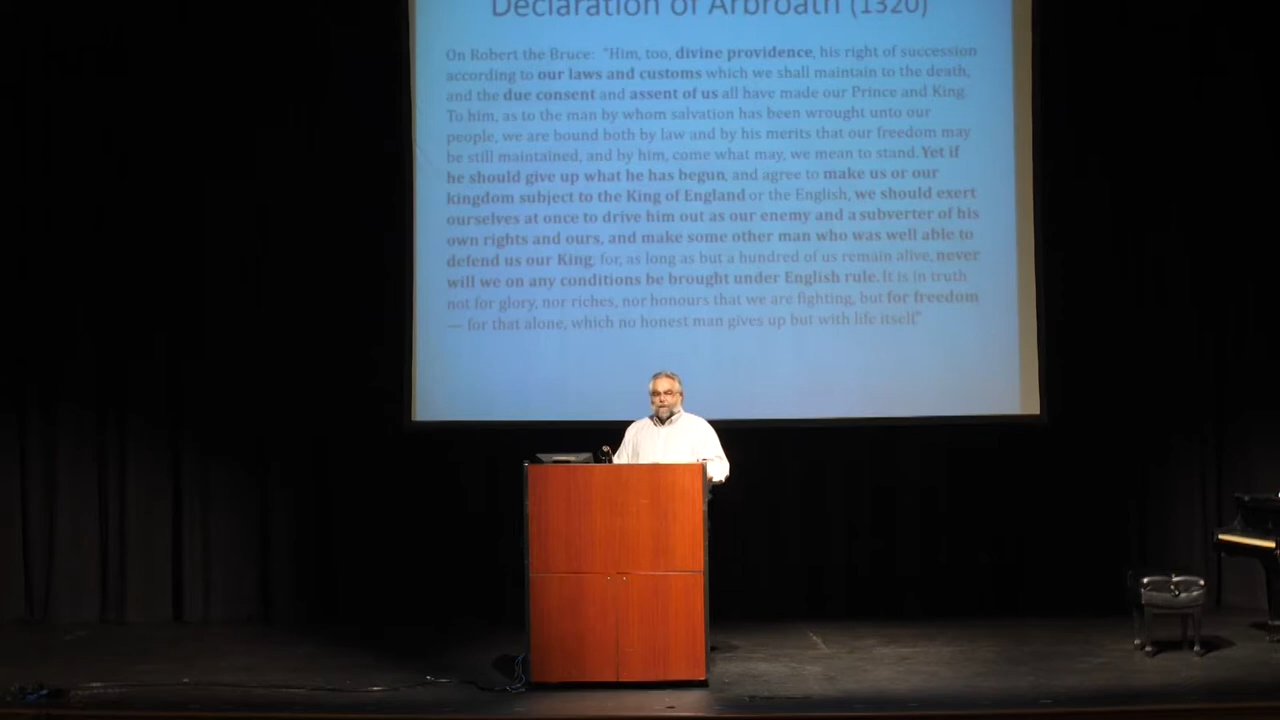 Declaration of Arbroath (1320)
On Robert the Bruce: "Him, too, divine providence, his right of succession
according to our laws and customs which we shall maintain to the death,
and the due consent and assent of us all have made our Prince and King.
To him, as to the man by whom salvation has been wrought unto our
people, we are bound both by law and by his merits that our freedom may
be still maintained, and by him, come what may, we mean to stand. Yet if
he should give up what he has begun, and agree to make us or our
kingdom subject to the King of England or the English, we should exert
ourselves at once to drive him out as our enemy and a subverter of his
own rights and ours, and make some other man who was well able to
defend us our King, for, as long as but a hundred of us remain alive, never
will we on any conditions be brought under English rule. It is in truth
not for glory, nor riches, nor honours that we are fighting, but for freedom
— for that alone, which no honest man gives up but with life itself."